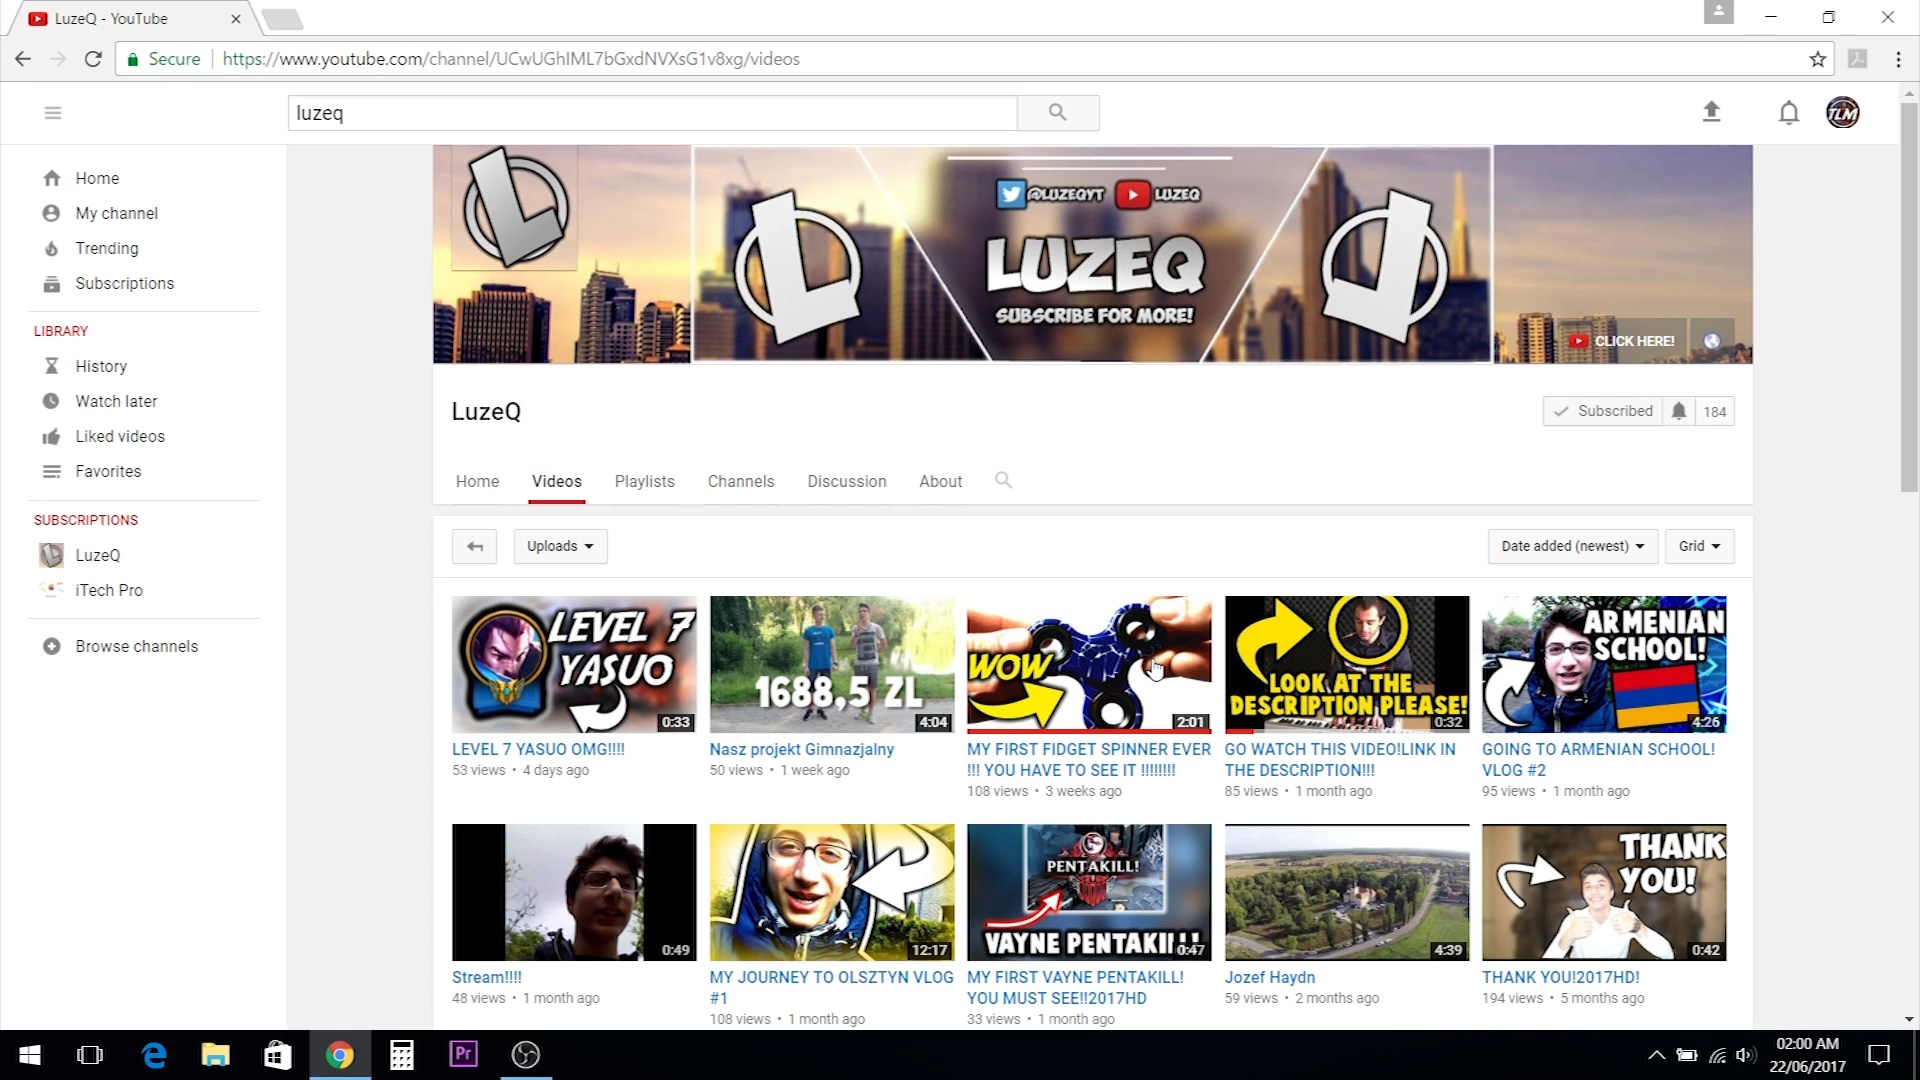 LuzeQ - YouTube
Secure
https://www.youtube.com/channel/UCwUGhIML7bGxdNVXsG1v8xg/videos
luzeq
TLM
Home
My channel
Trending
Subscriptions
LIBRARY
History
Watch later
Liked videos
Favorites
SUBSCRIPTIONS
LuzeQ
iTech Pro
Browse channels
@LUZEQYT
LUZEQ
LUZEQ
SUBSCRIBE FOR MORE!
CLICK HERE!
LuzeQ
Subscribed
184
Home
Videos
Playlists
Channels
Discussion
About
Uploads
Date added (newest)
Grid
LEVEL 7
YASUO
0:33
LEVEL 7 YASUO OMG!!!!
53 views • 4 days ago
1688,5 ZL
4:04
Nasz projekt Gimnazjalny
50 views • 1 week ago
WOW
2:01
MY FIRST FIDGET SPINNER EVER
!!! YOU HAVE TO SEE IT !!!!!!!!
108 views • 3 weeks ago
LOOK AT THE
DESCRIPTION PLEASE!
0:32
GO WATCH THIS VIDEO!LINK IN
THE DESCRIPTION!!!
85 views • 1 month ago
ARMENIAN
SCHOOL!
4:26
GOING TO ARMENIAN SCHOOL!
VLOG #2
95 views • 1 month ago
0:49
Stream!!!!
48 views • 1 month ago
12:17
MY JOURNEY TO OLSZTYN VLOG
#1
108 views • 1 month ago
PENTAKILL!
VAYNE PENTAKILL!
0:47
MY FIRST VAYNE PENTAKILL!
YOU MUST SEE!!2017HD
33 views • 1 month ago
4:39
Jozef Haydn
59 views • 2 months ago
THANK
YOU!
0:42
THANK YOU!2017HD!
194 views • 5 months ago
Pr
02:00 AM
22/06/2017